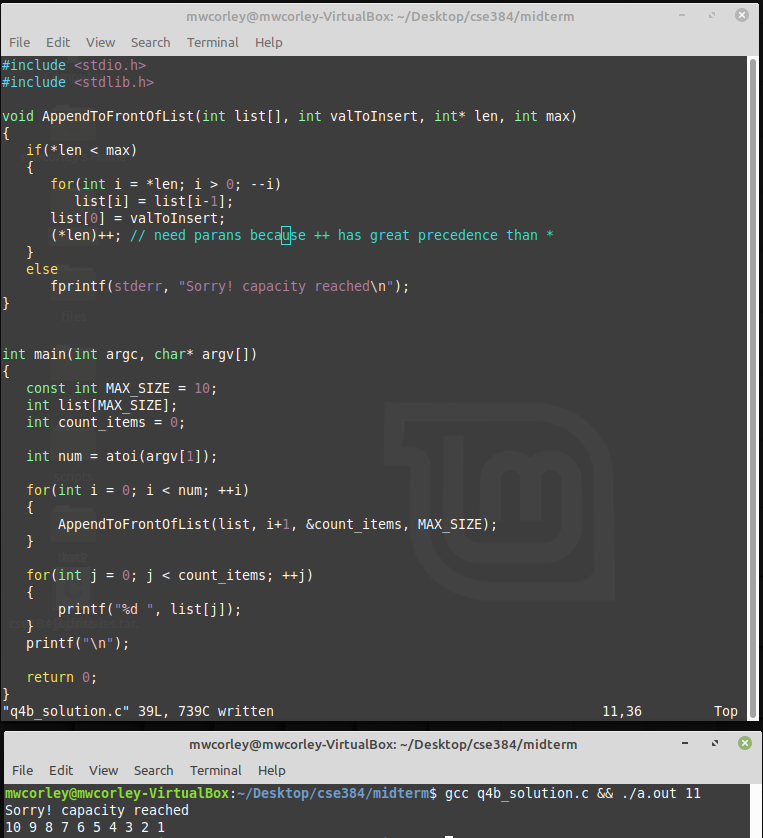 mwcorley@mwcorley-VirtualBox: ~/Desktop/cse384/midterm
File Edit View Search Terminal Help
#include <stdio.h>
#include <stdlib.h>
void AppendToFrontOfList(int list[], int valToInsert, int* len, int max)
{
if(*len < max)
{
for(int i = *len; i > 0; --i)
list[i] = list[i-1];
list[0] = valToInsert;
(*len)++; // need parans because ++ has great precedence than *
}
else
fprintf(stderr, "Sorry! capacity reached\n");
}
int main(int argc, char* argv[])
{
const int MAX_SIZE = 10;
int list[MAX_SIZE];
int count_items = 0;
int num = atoi(argv[1]);
for(int i = 0; i < num; ++i)
{
AppendToFrontOfList(list, i+1, &count_items, MAX_SIZE);
}
for(int j = 0; j < count_items; ++j)
{
printf("%d ", list[j]);
}
printf("\n");
return 0;
}
"q4b_solution.c" 39L, 739C written 11,36 Top
mwcorley@mwcorley-VirtualBox: ~/Desktop/cse384/midterm
File Edit View Search Terminal Help
mwcorley@mwcorley-VirtualBox:~/Desktop/cse384/midterm$ gcc q4b_solution.c && ./a.out 11
Sorry! capacity reached
10 9 8 7 6 5 4 3 2 1